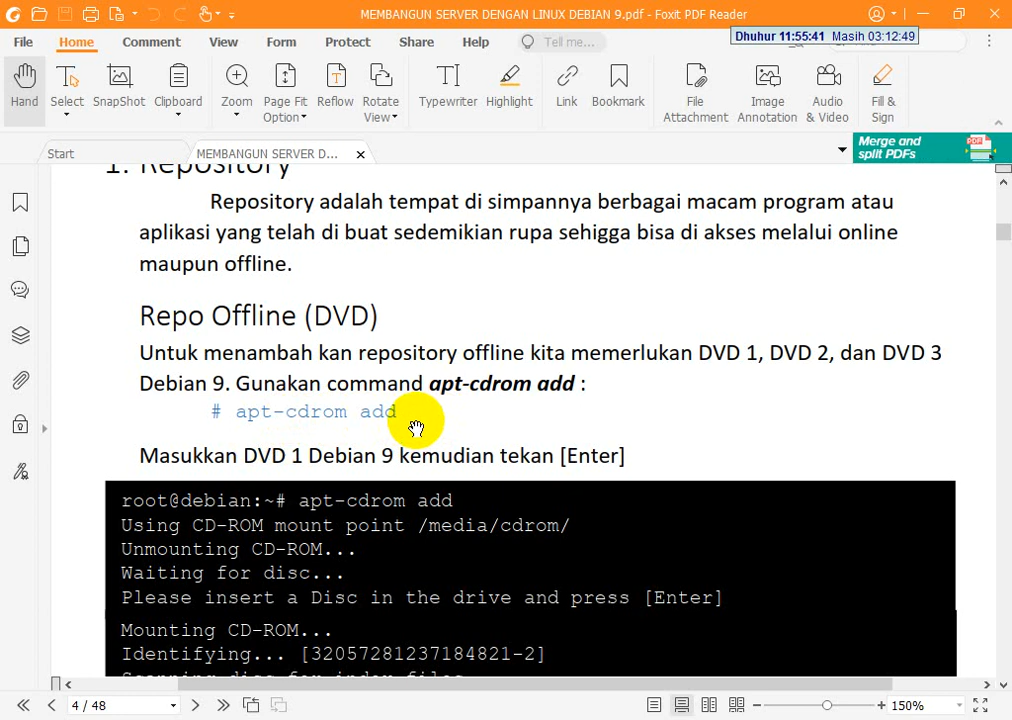 MEMBANGUN SERVER DENGAN LINUX DEBIAN 9.pdf - Foxit PDF Reader
Dhuhur 11:55:41 Masih 03:12:49
File Home Comment View Form Protect Share Help Tell me...
Hand Select SnapShot Clipboard Zoom Page Fit Option Reflow Rotate View Typewriter Highlight Link Bookmark File Attachment Image Annotation Audio & Video Fill & Sign
Start MEMBANGUN SERVER D...
Merge and
split PDFs
PDF
1. Repository
Repository adalah tempat di simpannya berbagai macam program atau
aplikasi yang telah di buat sedemikian rupa sehigga bisa di akses melalui online
maupun offline.
Repo Offline (DVD)
Untuk menambah kan repository offline kita memerlukan DVD 1, DVD 2, dan DVD 3
Debian 9. Gunakan command apt-cdrom add :
# apt-cdrom add
Masukkan DVD 1 Debian 9 kemudian tekan [Enter]
root@debian:~# apt-cdrom add
Using CD-ROM mount point /media/cdrom/
Unmounting CD-ROM...
Waiting for disc...
Please insert a Disc in the drive and press [Enter]
Mounting CD-ROM...
Identifying... [32057281237184821-2]
Scanning disc for index files
4 / 48
150%